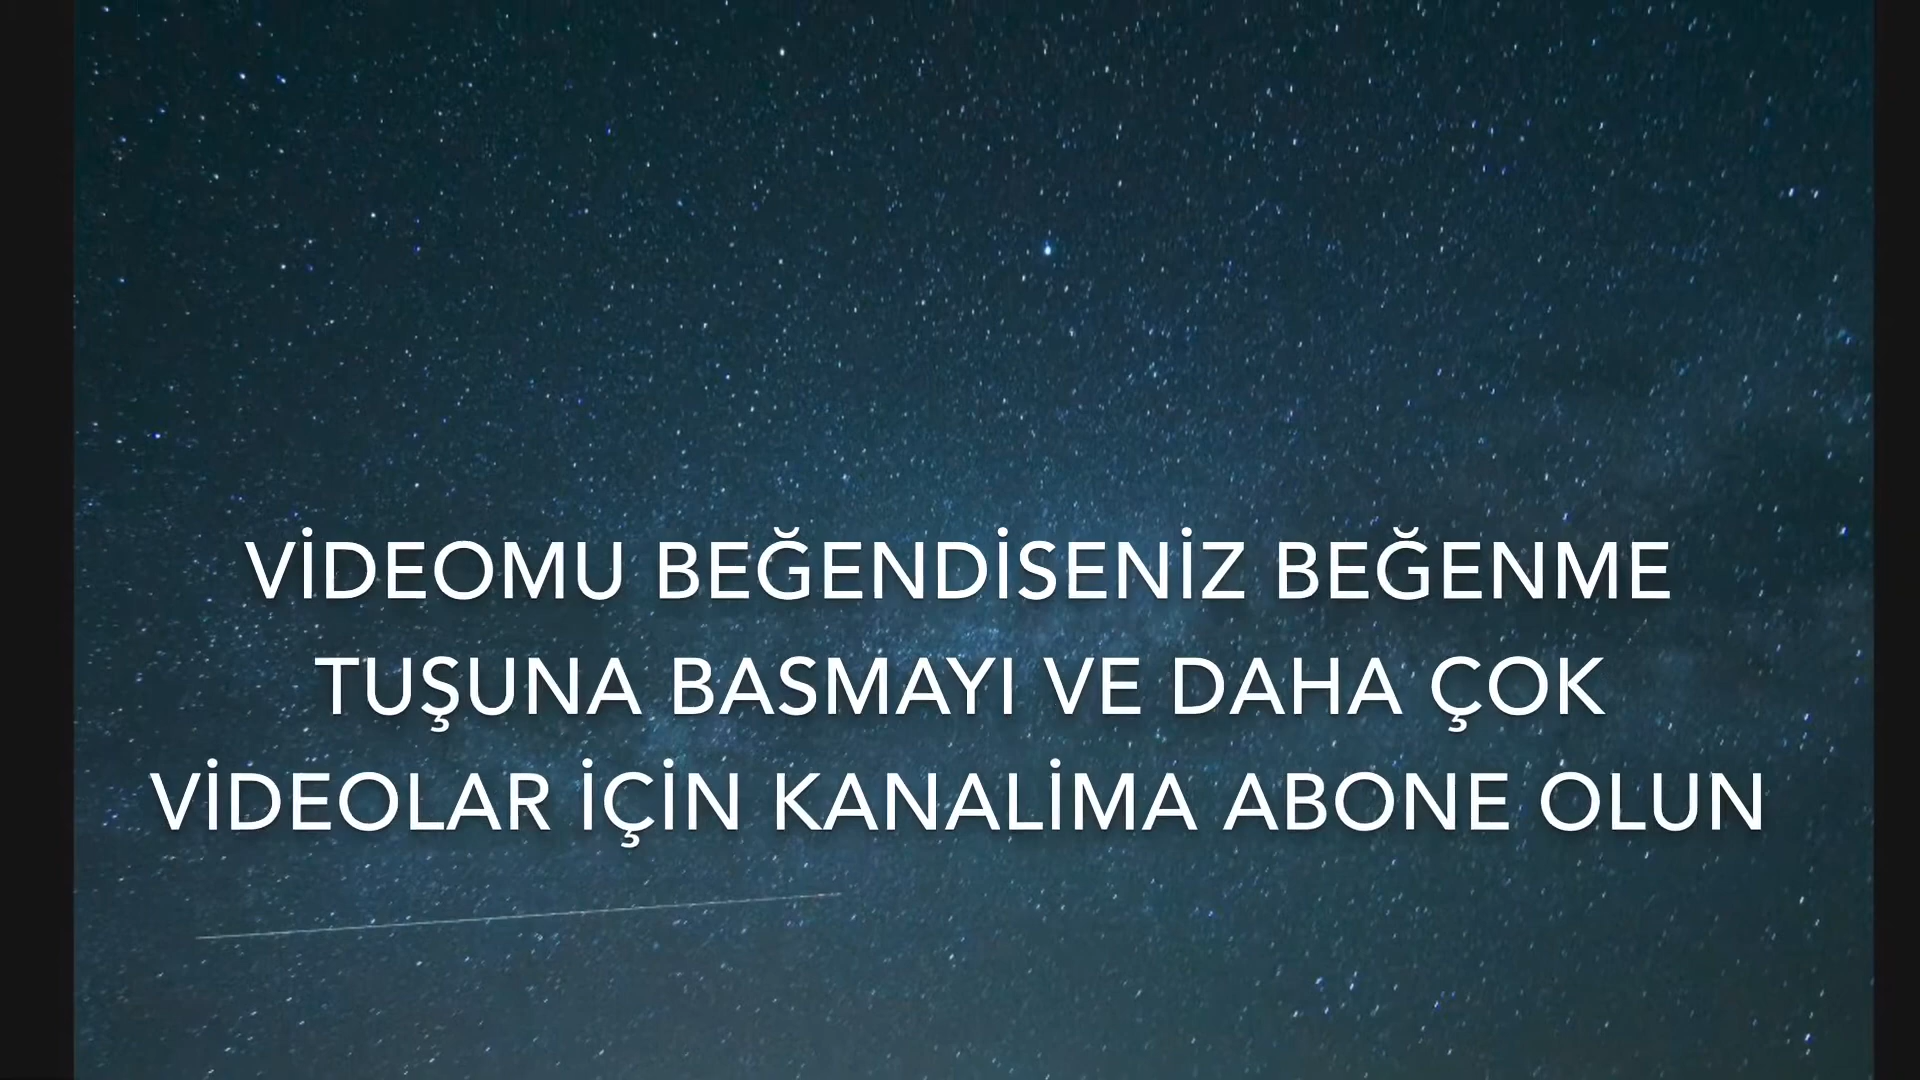 VİDEOMU BEĞENDİSENİZ BEĞENME
TUŞUNA BASMAYI VE DAHA ÇOK
VİDEOLAR İÇİN KANALİMA ABONE OLUN